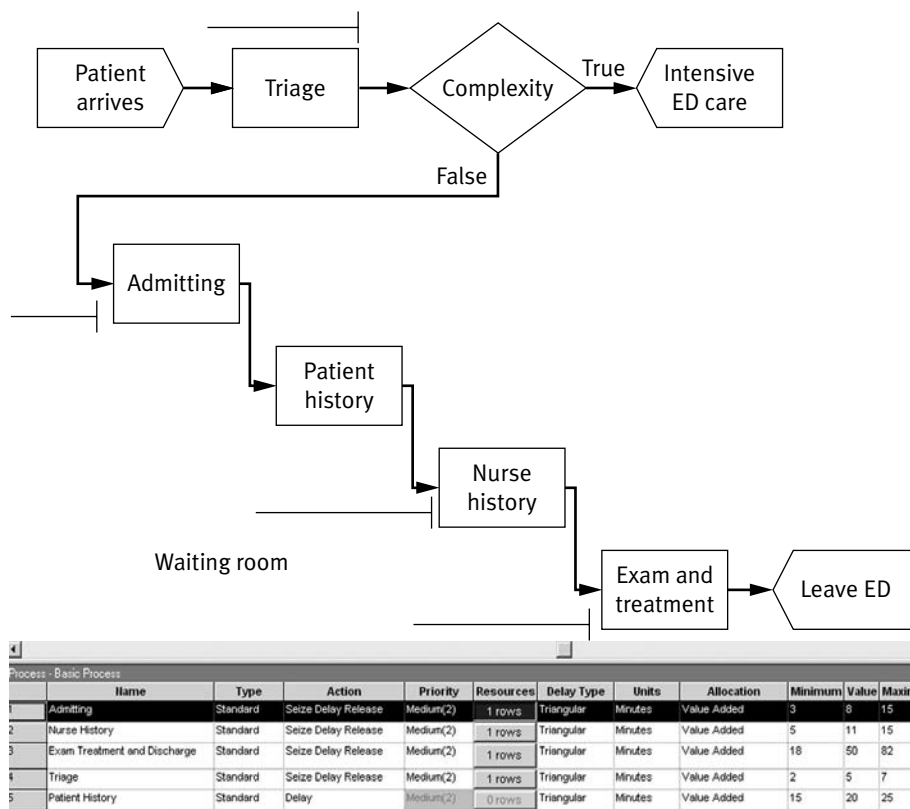 Patient
arrives
Triage
Complexity
True
Intensive
ED care
False
Admitting
Patient
history
Nurse
history
Waiting room
Exam and
treatment
Leave ED
Process - Basic Process
Name Type Action Priority Resources Delay Type Units Allocation Minimum Value Maxin
1 Admitting Standard Seize Delay Release Medium(2) 1 rows Triangular Minutes Value Added 3 8 15
2 Nurse History Standard Seize Delay Release Medium(2) 1 rows Triangular Minutes Value Added 5 11 15
3 Exam Treatment and Discharge Standard Seize Delay Release Medium(2) 1 rows Triangular Minutes Value Added 18 50 82
4 Triage Standard Seize Delay Release Medium(2) 1 rows Triangular Minutes Value Added 2 5 7
5 Patient History Standard Delay Medium(2) 0 rows Triangular Minutes Value Added 15 20 25